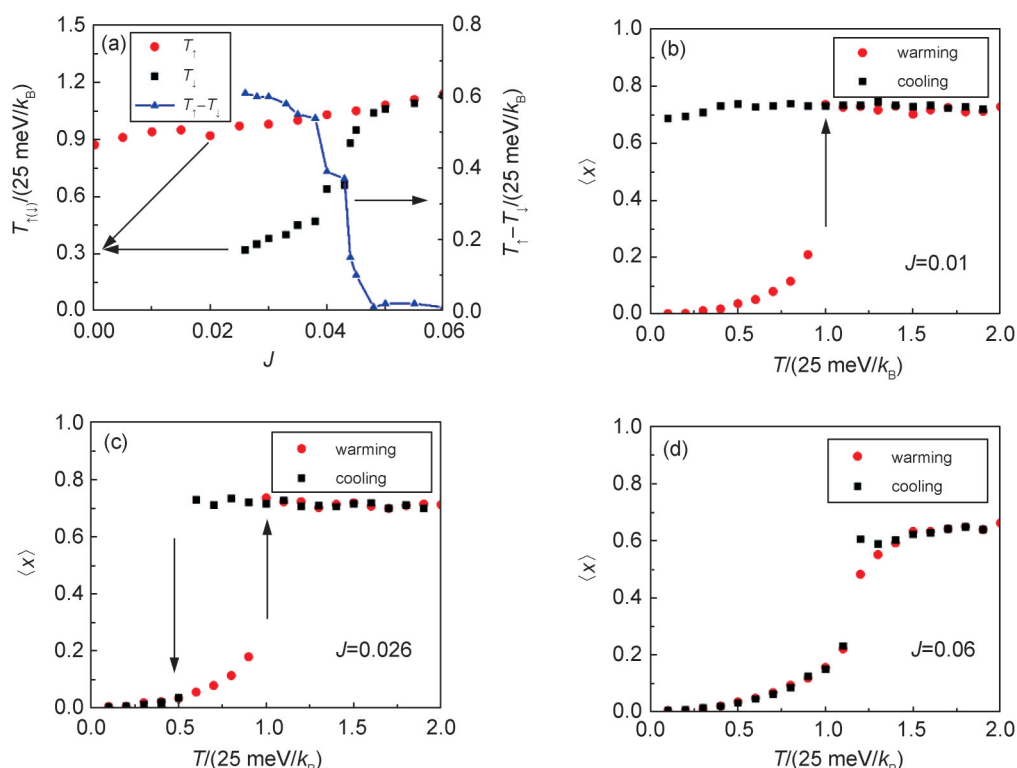 (a)
T↑
T↓
T↑−T↓
1.5
1.2
0.9
0.6
0.3
0.0
0.8
0.6
0.4
0.2
0.0
0.00
0.02
0.04
0.06
T↑(↓)/(25 meV/kB)
T↑−T↓/(25 meV/kB)
J
(b)
warming
cooling
1.0
0.8
0.6
0.4
0.2
0.0
0.0
0.5
1.0
1.5
2.0
⟨x⟩
J=0.01
T/(25 meV/kB)
(c)
warming
cooling
1.0
0.8
0.6
0.4
0.2
0.0
0.0
0.5
1.0
1.5
2.0
⟨x⟩
J=0.026
T/(25 meV/kB)
(d)
warming
cooling
1.0
0.8
0.6
0.4
0.2
0.0
0.0
0.5
1.0
1.5
2.0
⟨x⟩
J=0.06
T/(25 meV/kB)